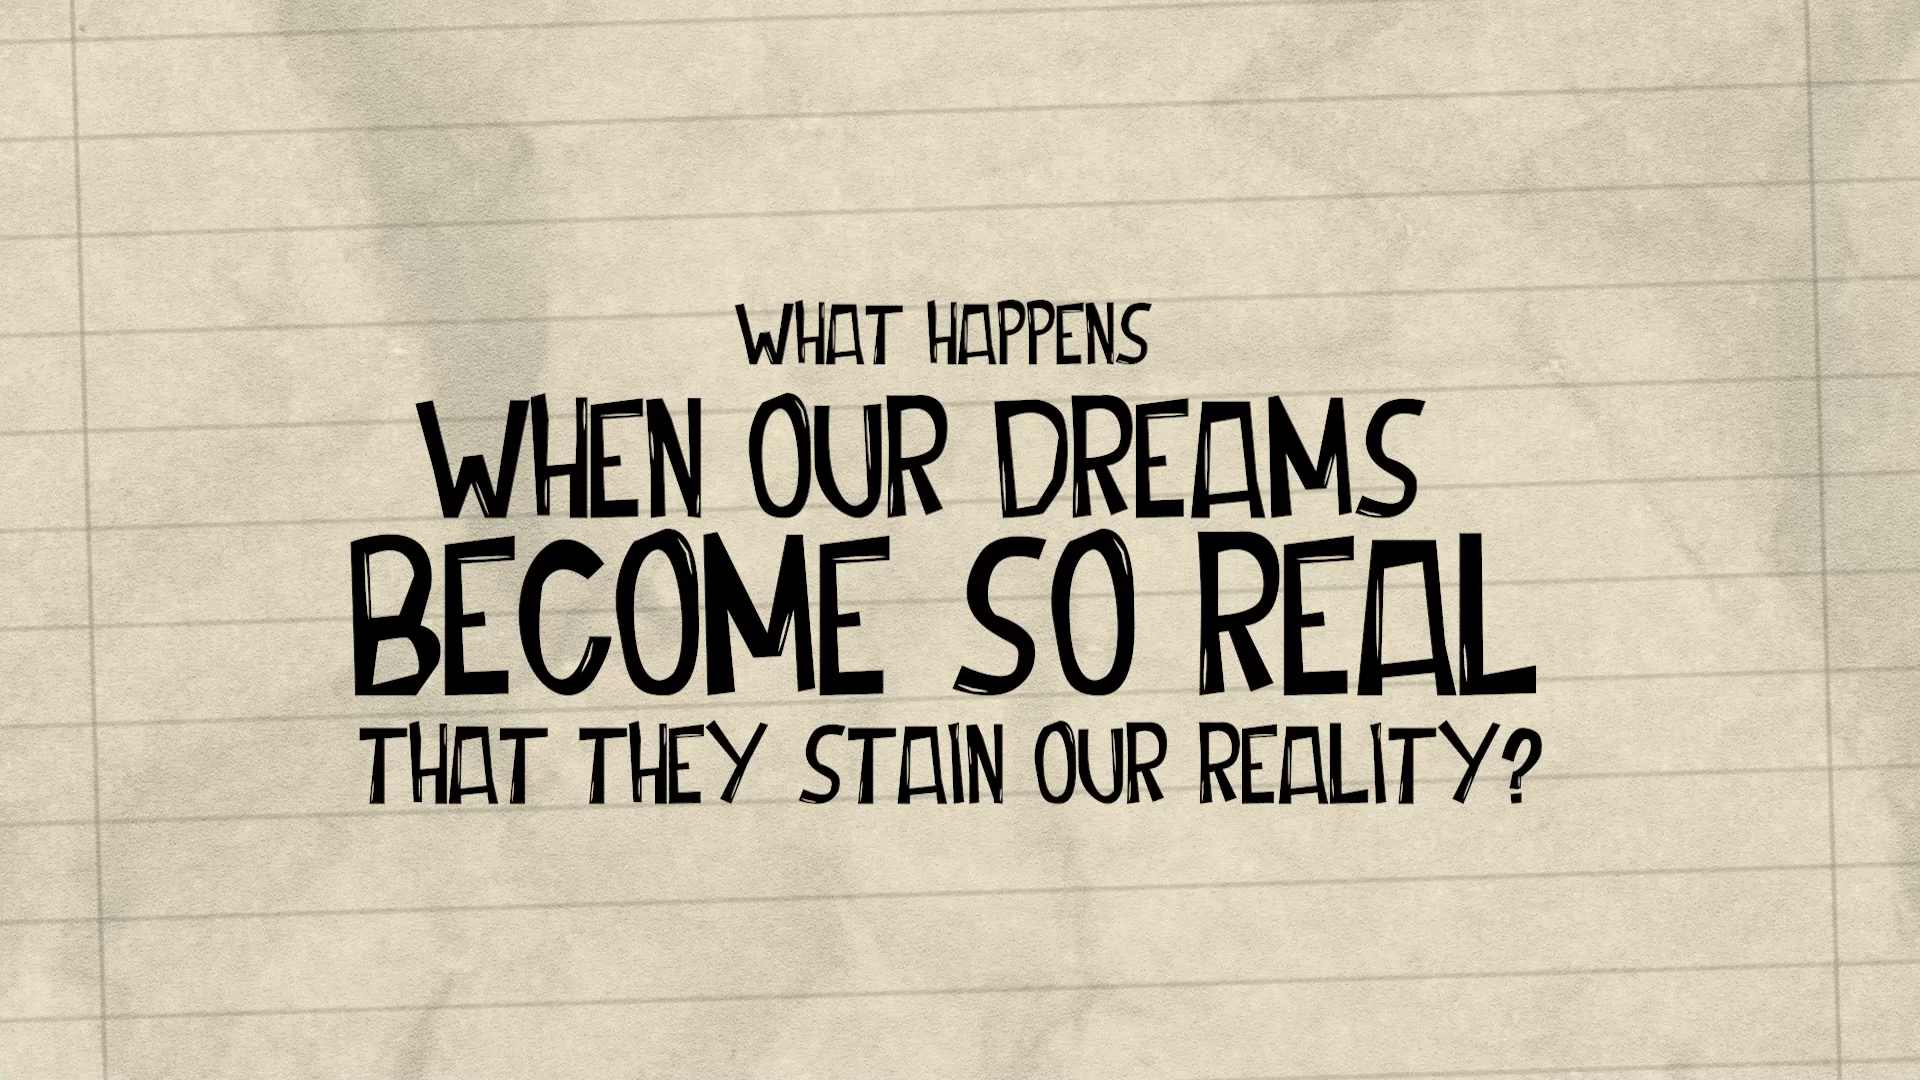 WHAT HAPPENS
WHEN OUR DREAMS
BECOME SO REAL
THAT THEY STAIN OUR REALITY?